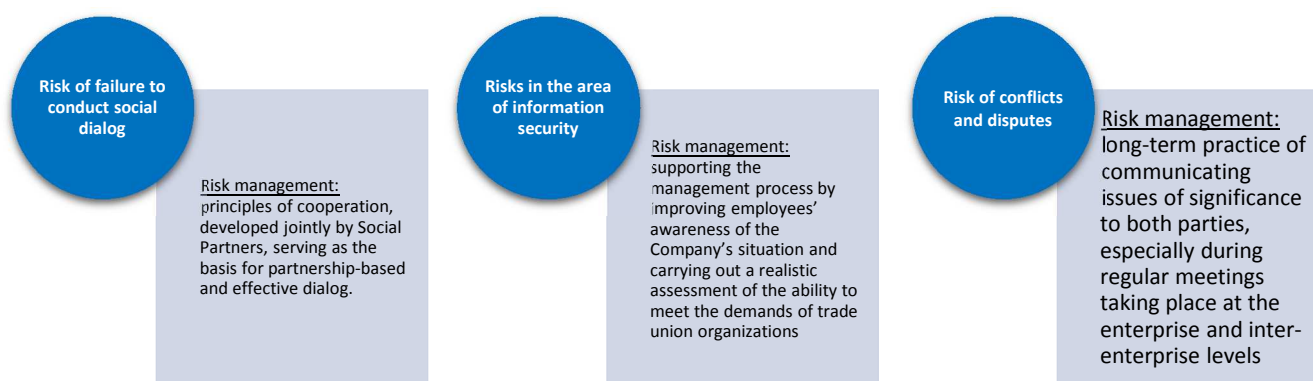 Risk of failure to
conduct social
dialog
Risk management:
principles of cooperation,
developed jointly by Social
Partners, serving as the
basis for partnership-based
and effective dialog.
Risks in the area
of information
security
Risk management:
supporting the
management process by
improving employees’
awareness of the
Company’s situation and
carrying out a realistic
assessment of the ability to
meet the demands of trade
union organizations
Risk of conflicts
and disputes
Risk management:
long-term practice of
communicating
issues of significance
to both parties,
especially during
regular meetings
taking place at the
enterprise and inter-
enterprise levels